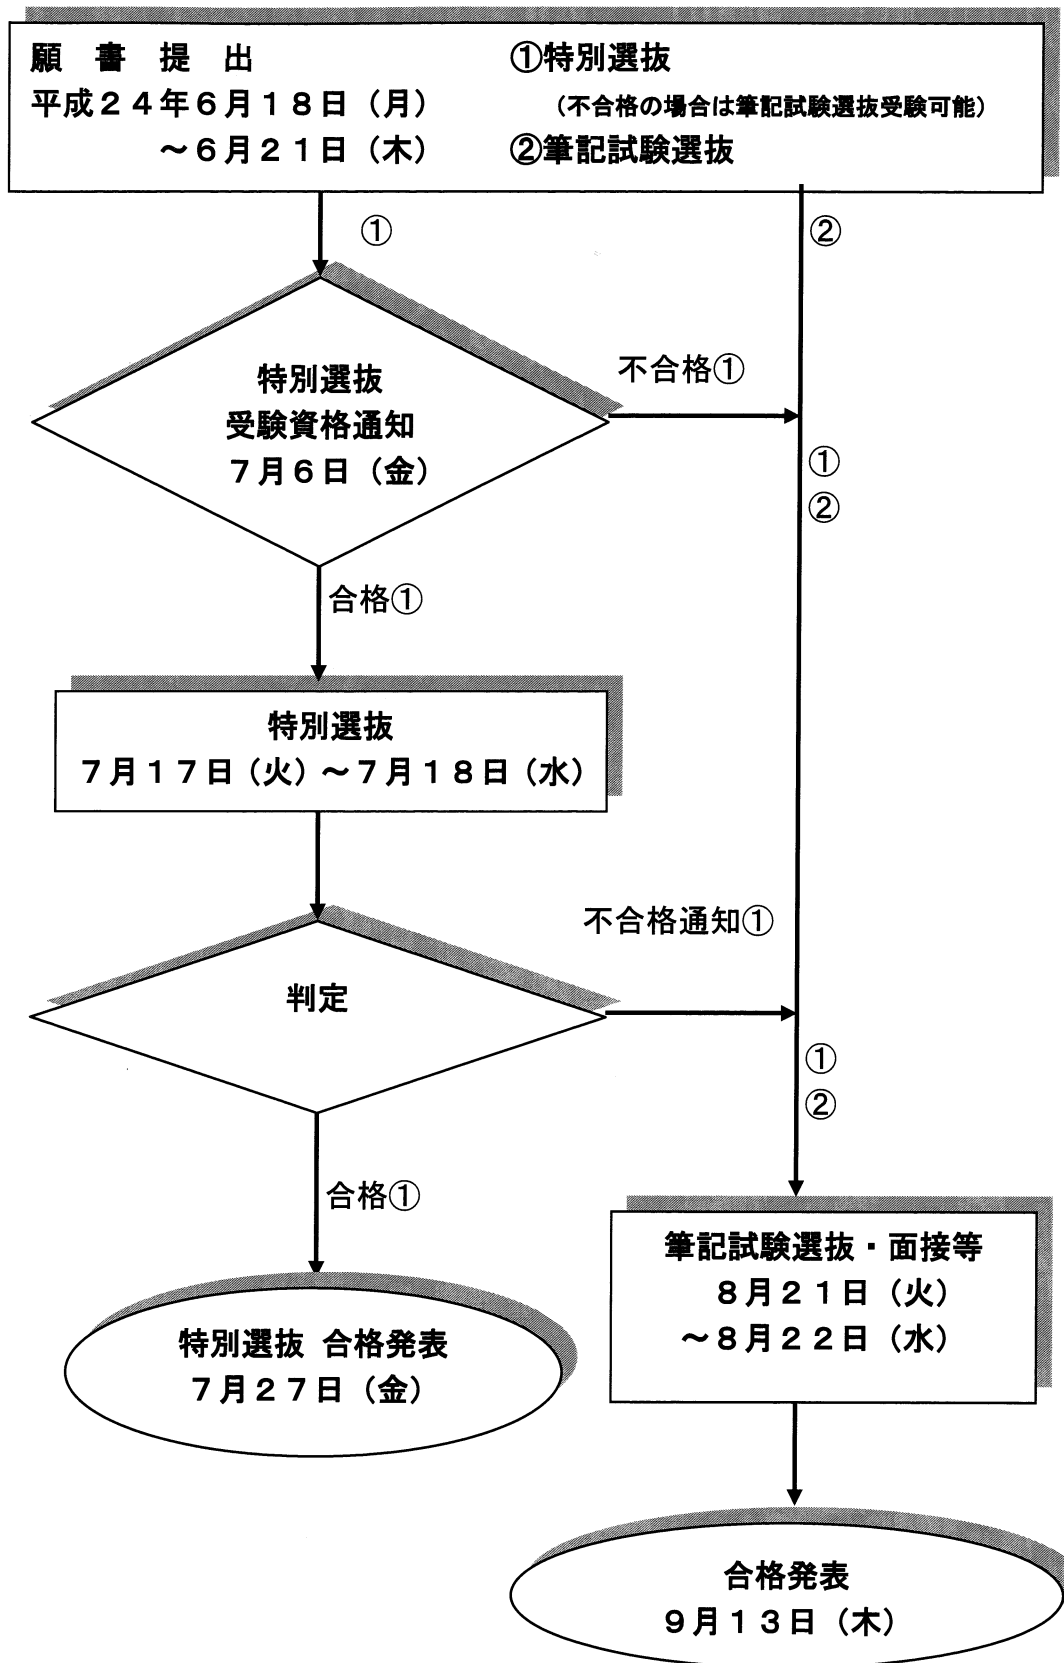 願　書　提　出
平成２４年６月１８日（月）
～６月２１日（木）
①特別選抜
（不合格の場合は筆記試験選抜受験可能）
②筆記試験選抜
①
②
特別選抜
受験資格通知
７月６日（金）
不合格①
①
②
合格①
特別選抜
７月１７日（火）～７月１８日（水）
不合格通知①
判定
①
②
合格①
筆記試験選抜・面接等
８月２１日（火）
～８月２２日（水）
特別選抜 合格発表
７月２７日（金）
合格発表
９月１３日（木）